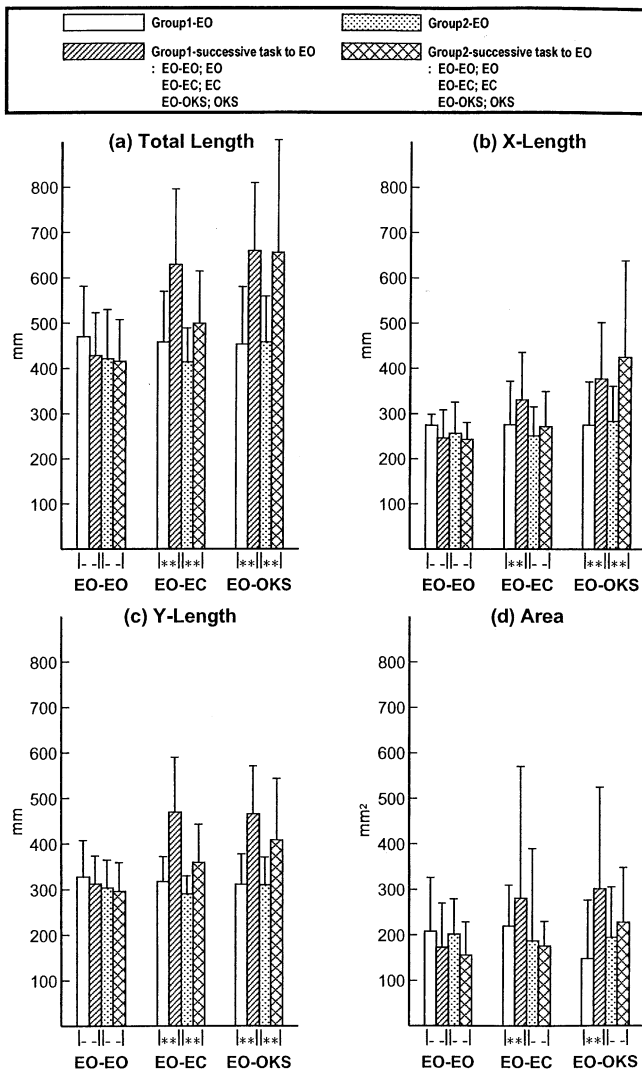 Group1-EO
Group2-EO
Group1-successive task to EO
: EO-EO; EO
EO-EC; EC
EO-OKS; OKS
Group2-successive task to EO
: EO-EO; EO
EO-EC; EC
EO-OKS; OKS
(a) Total Length
800
700
600
500
mm
400
300
200
100
|- -||- -|
|**||**|
|**||**|
EO-EO
EO-EC
EO-OKS
(b) X-Length
800
700
600
500
mm
400
300
200
100
|- -||- -|
|**||- -|
|**||**|
EO-EO
EO-EC
EO-OKS
(c) Y-Length
800
700
600
500
mm
400
300
200
100
|- -||- -|
|**||**|
|**||**|
EO-EO
EO-EC
EO-OKS
(d) Area
800
700
600
500
mm²
400
300
200
100
|- -||- -|
|**||- -|
|**||- -|
EO-EO
EO-EC
EO-OKS